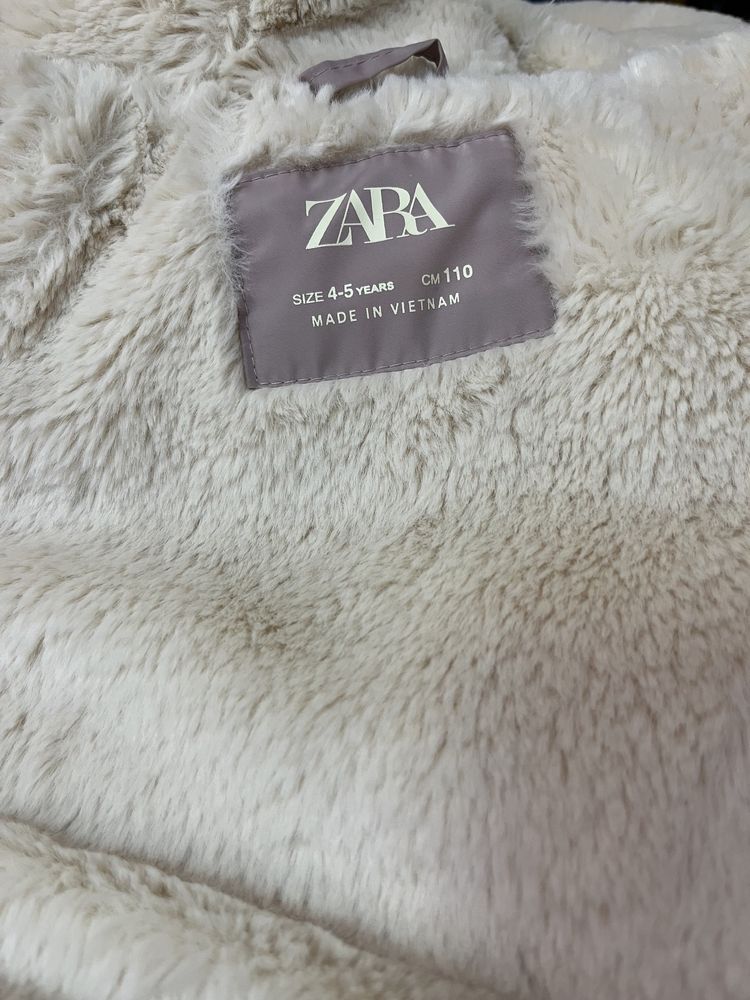 ZARA
SIZE 4-5 YEARS CM 110
MADE IN VIETNAM